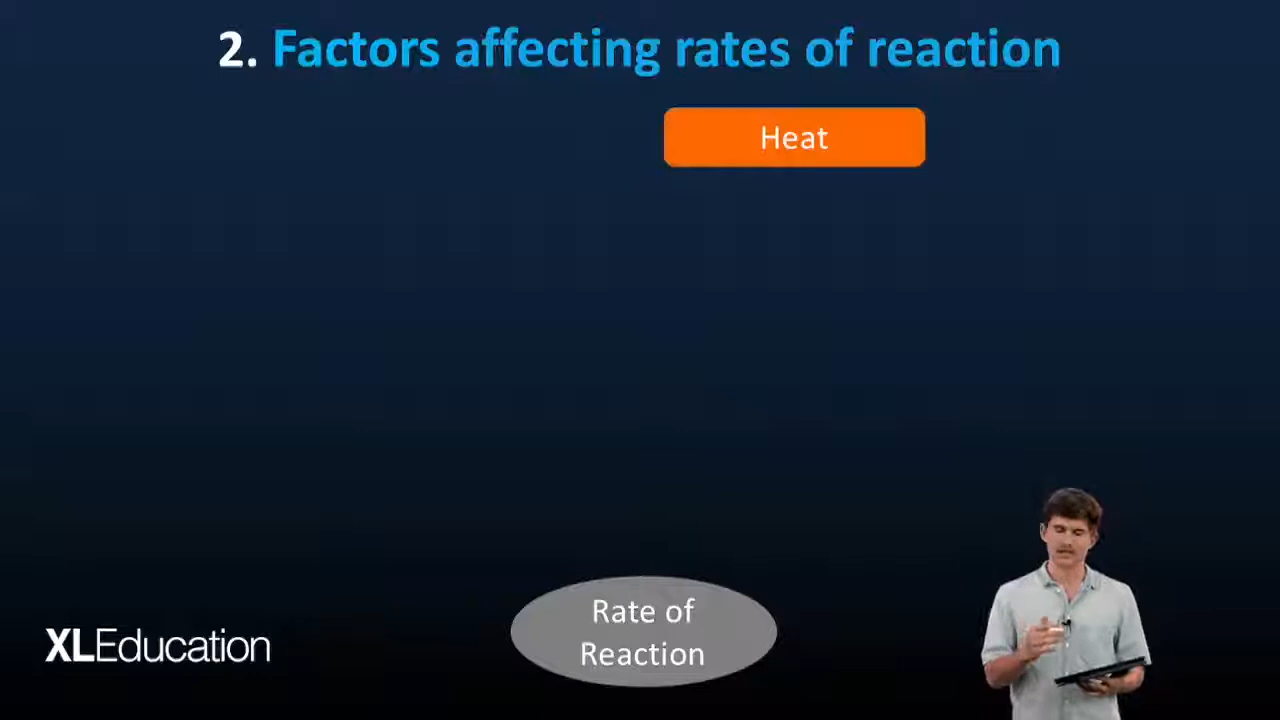 2. Factors affecting rates of reaction
Heat
Rate of
Reaction
XLEducation